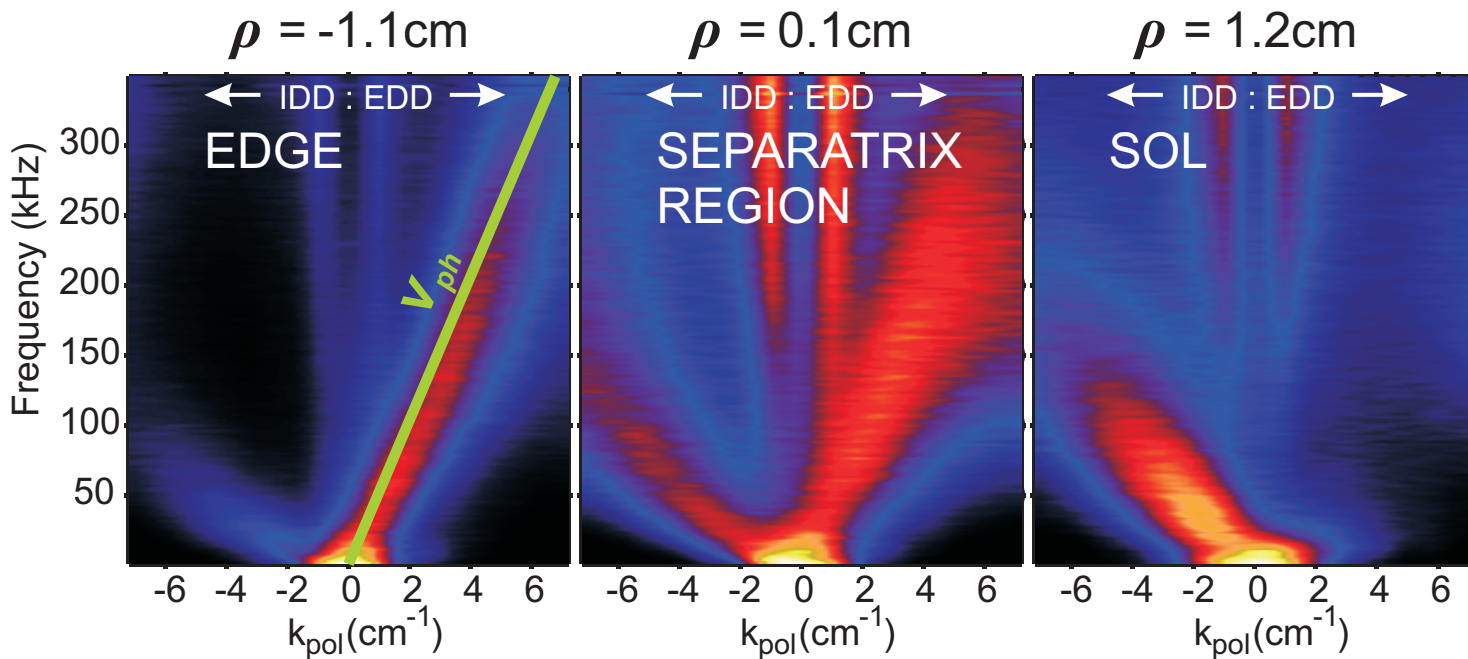 ρ = -1.1cm
ρ = 0.1cm
ρ = 1.2cm
← IDD : EDD →
← IDD : EDD →
← IDD : EDD →
EDGE
SEPARATRIX
REGION
SOL
V_ph
Frequency (kHz)
300
250
200
150
100
50
-6 -4 -2 0 2 4 6
-6 -4 -2 0 2 4 6
-6 -4 -2 0 2 4 6
k_pol(cm⁻¹)
k_pol(cm⁻¹)
k_pol(cm⁻¹)